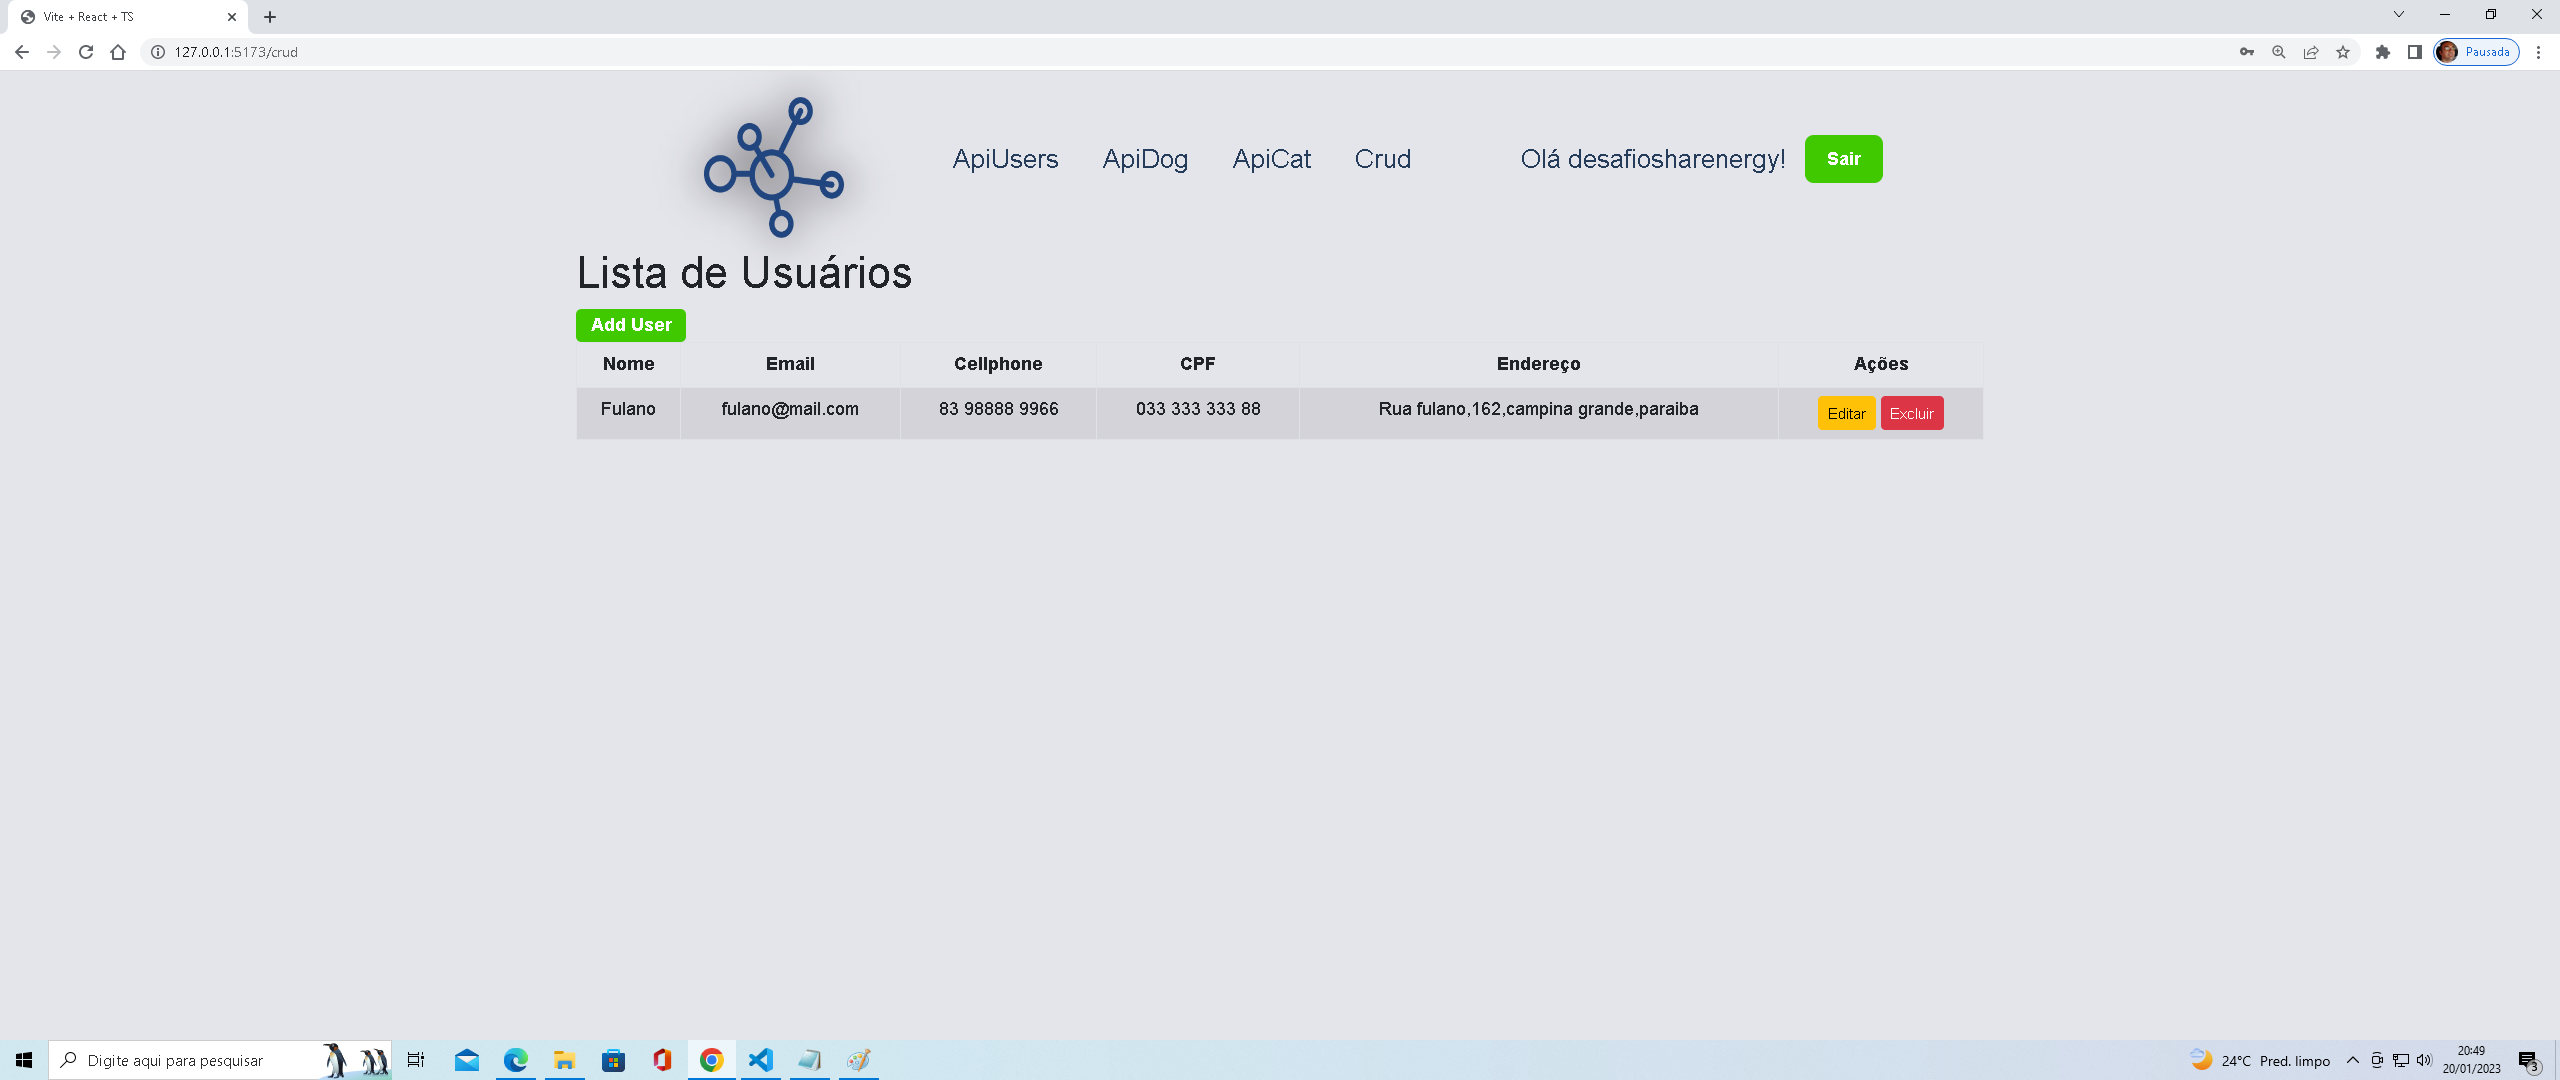 Vite + React + TS
127.0.0.1:5173/crud
Pausada
ApiUsers ApiDog ApiCat Crud Olá desafiosharenergy! Sair
Lista de Usuários
Add User
Nome Email Cellphone CPF Endereço Ações
Fulano fulano@mail.com 83 98888 9966 033 333 333 88 Rua fulano,162,campina grande,paraiba Editar Excluir
Digite aqui para pesquisar
24°C Pred. limpo
20:49
20/01/2023
3